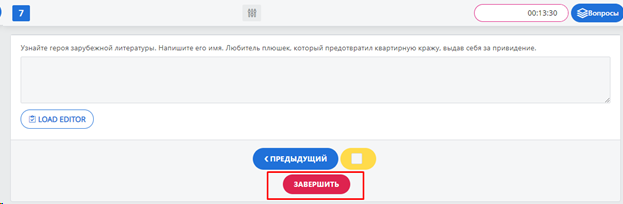 7
00:13:30
Вопросы
Узнайте героя зарубежной литературы. Напишите его имя. Любитель плюшек, который предотвратил квартирную кражу, выдав себя за привидение.
LOAD EDITOR
ПРЕДЫДУЩИЙ
ЗАВЕРШИТЬ